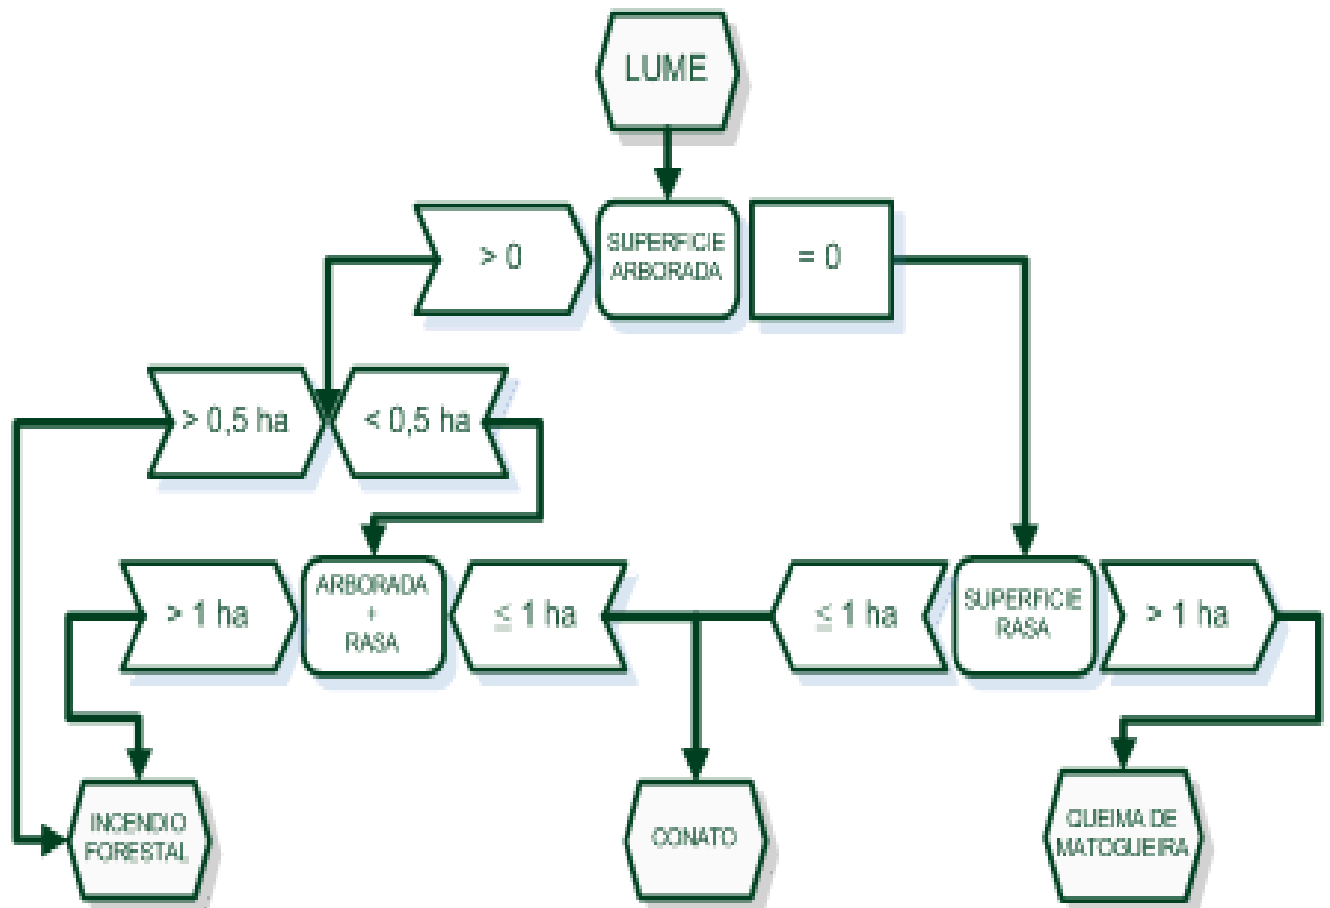 LUME
> 0
SUPERFICIE
ARBORADA
= 0
> 0,5 ha
< 0,5 ha
> 1 ha
ARBORADA
+
RASA
≤ 1 ha
≤ 1 ha
SUPERFICIE
RASA
> 1 ha
INCENDIO
FORESTAL
CONATO
QUEIMA DE
MATOGUEIRA